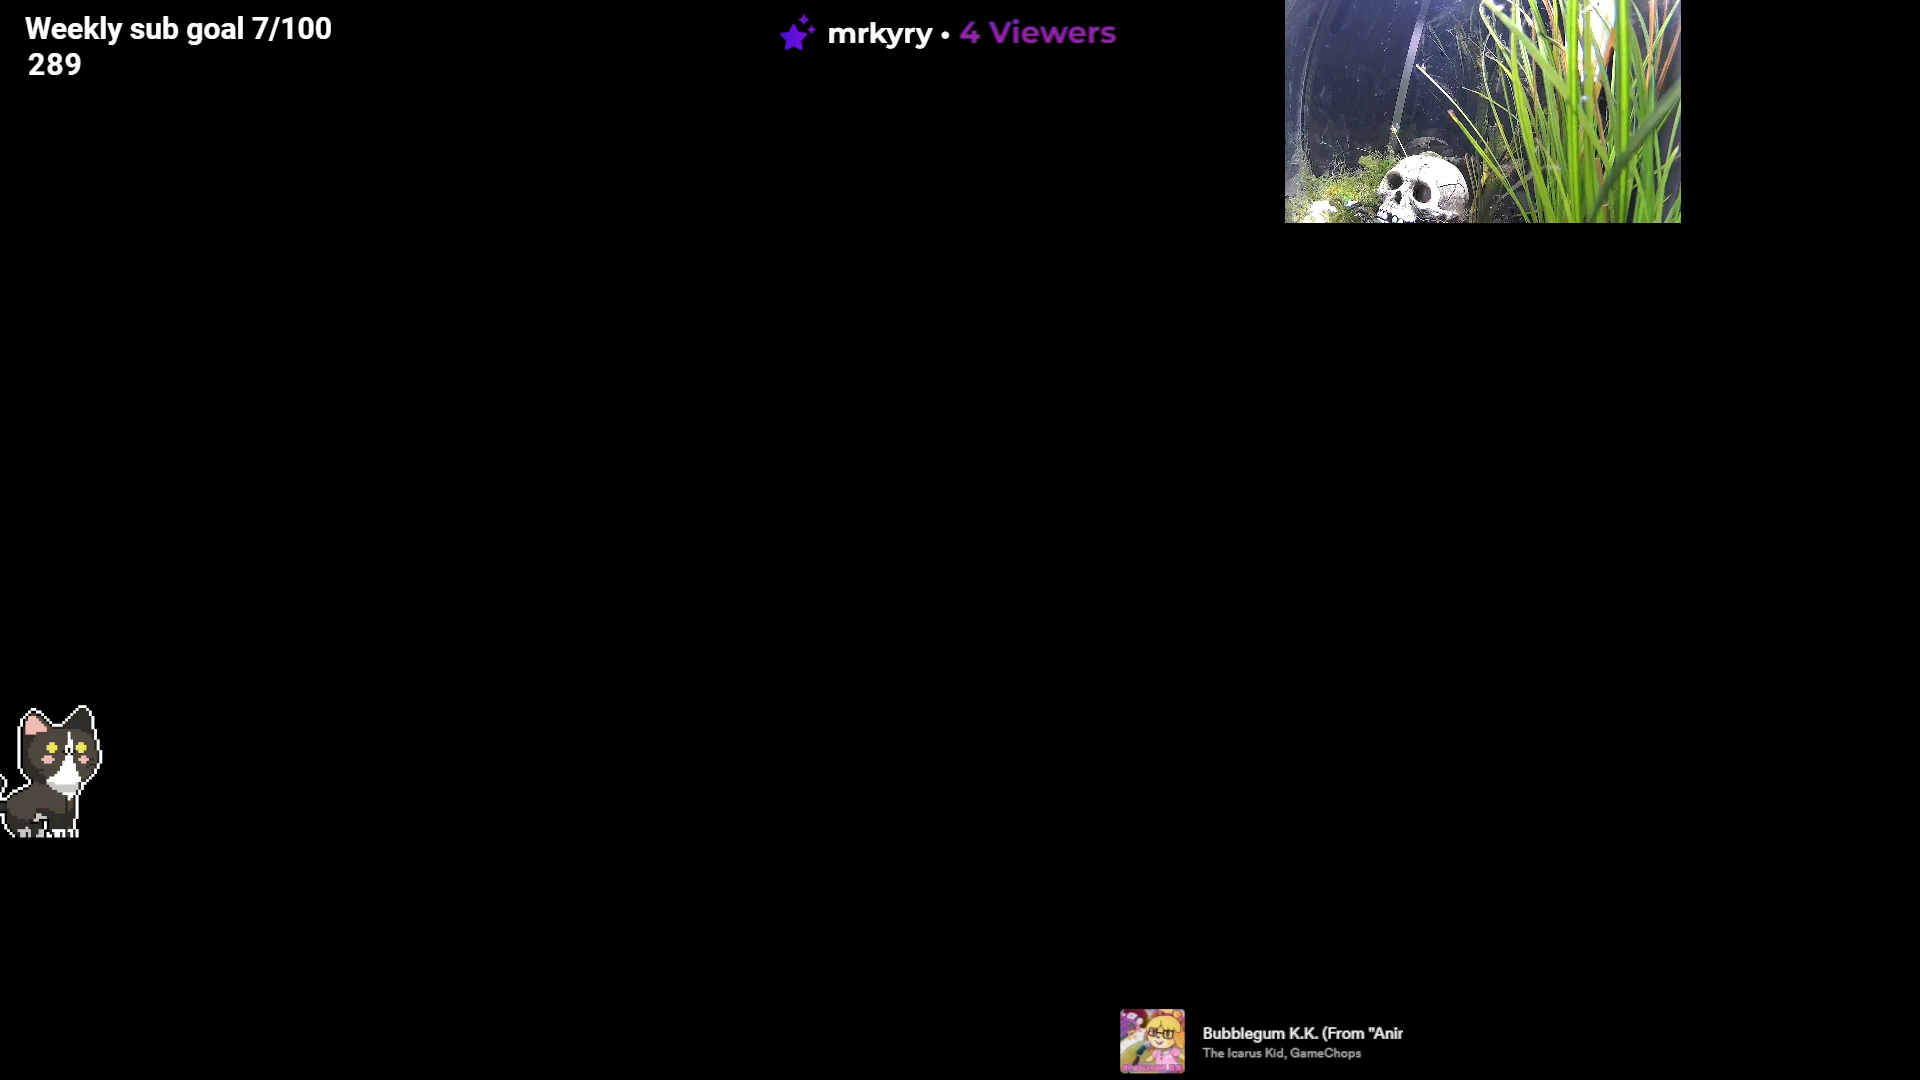 Weekly sub goal 7/100
289
mrkyry • 4 Viewers
Bubblegum K.K. (From "Anir
The Icarus Kid, GameChops